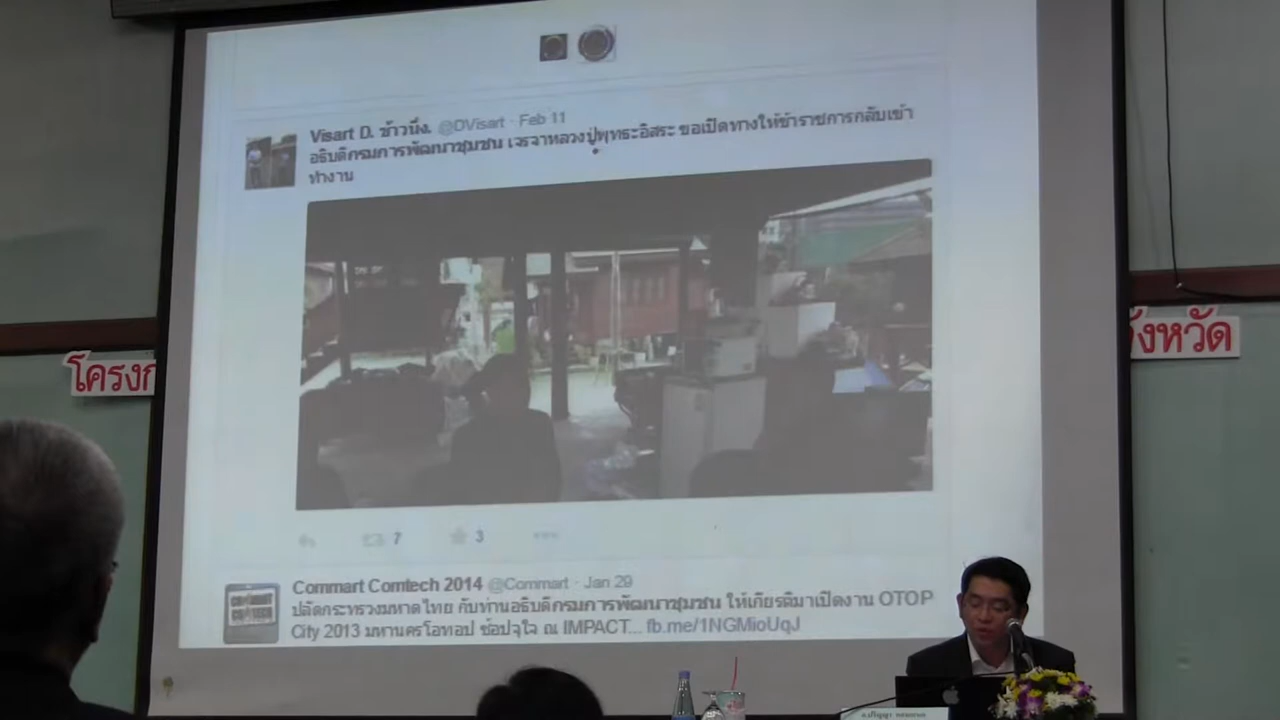 Visart D. ข่าวนึ่ง. @DVisart · Feb 11
อธิบดีกรมการพัฒนาชุมชน เจรจาหลวงปู่พุทธะอิสระ ขอเปิดทางให้ข้าราชการกลับเข้า
ทำงาน
7 3
โครงก
จังหวัด
Commart Comtech 2014 @Commart · Jan 29
ปลัดกระทรวงมหาดไทย กับท่านอธิบดีกรมการพัฒนาชุมชน ให้เกียรติมาเปิดงาน OTOP
City 2013 มหานครโอทอป ช้อปจุใจ ณ IMPACT... fb.me/1NGMioUqJ